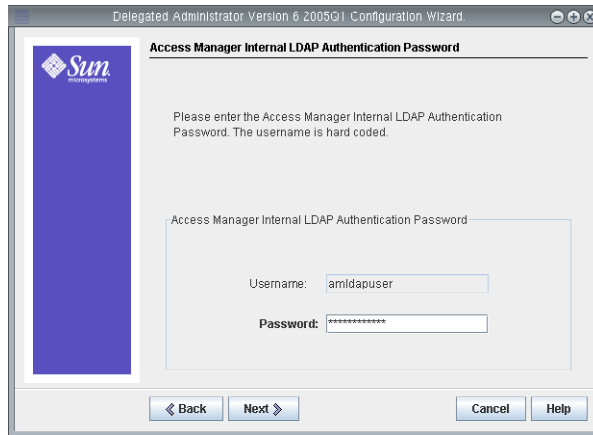 Delegated Administrator Version 6 2005Q1 Configuration Wizard.
Sun
microsystems
Access Manager Internal LDAP Authentication Password
Please enter the Access Manager Internal LDAP Authentication
Password. The username is hard coded.
Access Manager Internal LDAP Authentication Password
Username: amldapuser
Password: ************
Back Next Cancel Help